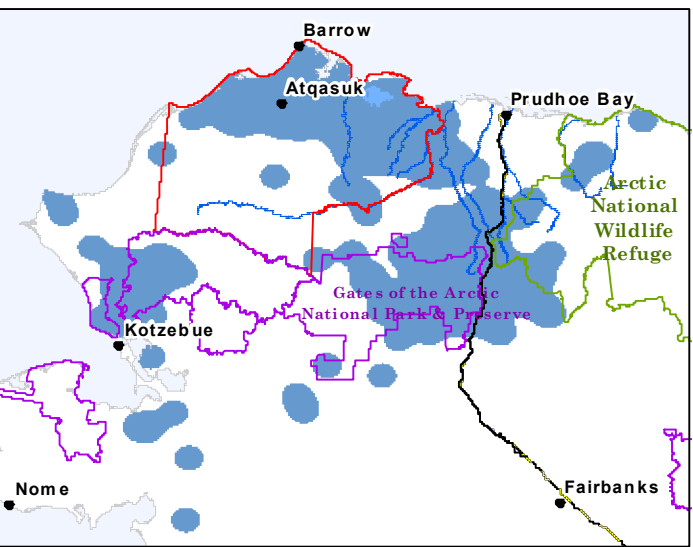 Barrow
Atqasuk
Prudhoe Bay
Arctic
National
Wildlife
Refuge
Gates of the Arctic
National Park & Preserve
Kotzebue
Nome
Fairbanks